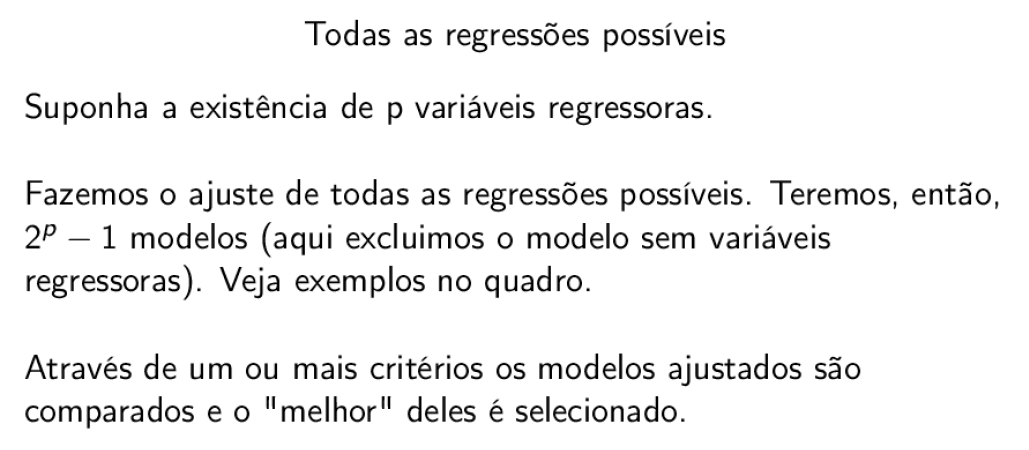 Todas as regressões possíveis
Suponha a existência de p variáveis regressoras.
Fazemos o ajuste de todas as regressões possíveis. Teremos, então,
2^p − 1 modelos (aqui excluimos o modelo sem variáveis
regressoras). Veja exemplos no quadro.
Através de um ou mais critérios os modelos ajustados são
comparados e o "melhor" deles é selecionado.